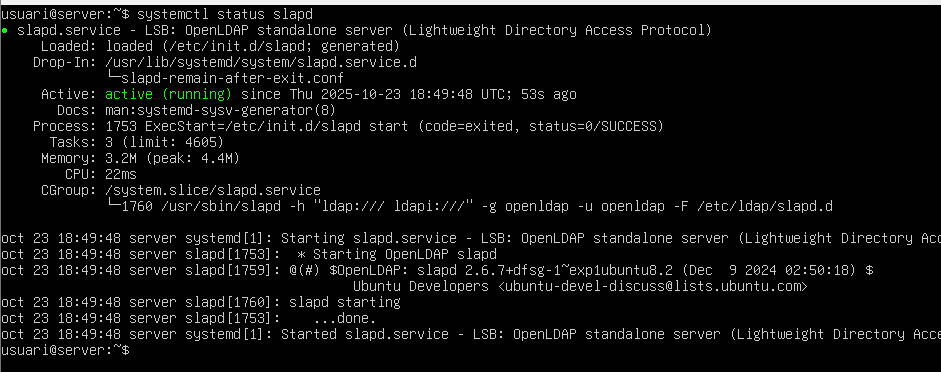 usuari@server:~$ systemctl status slapd
● slapd.service - LSB: OpenLDAP standalone server (Lightweight Directory Access Protocol)
     Loaded: loaded (/etc/init.d/slapd; generated)
    Drop-In: /usr/lib/systemd/system/slapd.service.d
             └─slapd-remain-after-exit.conf
     Active: active (running) since Thu 2025-10-23 18:49:48 UTC; 53s ago
       Docs: man:systemd-sysv-generator(8)
    Process: 1753 ExecStart=/etc/init.d/slapd start (code=exited, status=0/SUCCESS)
      Tasks: 3 (limit: 4605)
     Memory: 3.2M (peak: 4.4M)
        CPU: 22ms
     CGroup: /system.slice/slapd.service
             └─1760 /usr/sbin/slapd -h "ldap:/// ldapi:///" -g openldap -u openldap -F /etc/ldap/slapd.d
oct 23 18:49:48 server systemd[1]: Starting slapd.service - LSB: OpenLDAP standalone server (Lightweight Directory Acc
oct 23 18:49:48 server slapd[1753]:  * Starting OpenLDAP slapd
oct 23 18:49:48 server slapd[1759]: @(#) $OpenLDAP: slapd 2.6.7+dfsg-1~exp1ubuntu8.2 (Dec  9 2024 02:50:18) $
                                            Ubuntu Developers <ubuntu-devel-discuss@lists.ubuntu.com>
oct 23 18:49:48 server slapd[1760]: slapd starting
oct 23 18:49:48 server slapd[1753]:    ...done.
oct 23 18:49:48 server systemd[1]: Started slapd.service - LSB: OpenLDAP standalone server (Lightweight Directory Acce
usuari@server:~$